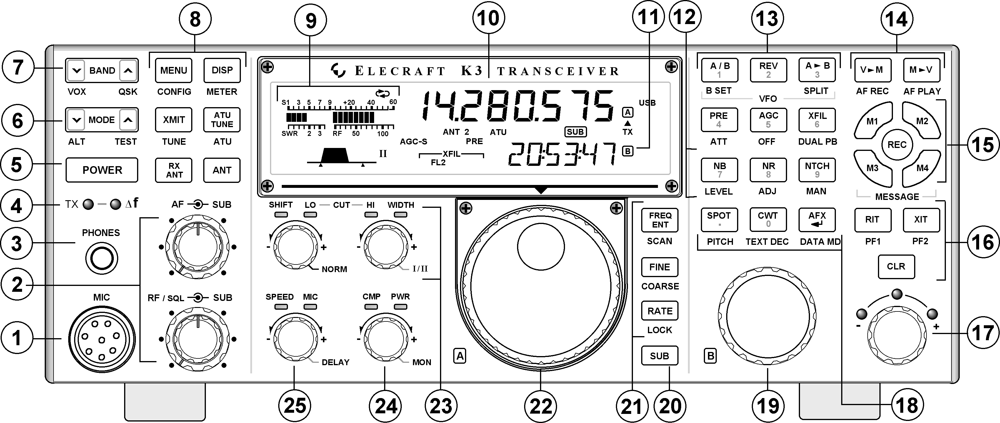 8 9 10 11 12 13 14
7 BAND MENU DISP
VOX QSK CONFIG METER
6 MODE XMIT ATU TUNE
ALT TEST TUNE ATU
5 POWER RX ANT ANT
4 TX Δf
AF SUB
3 PHONES
2
MIC RF / SQL SUB
1
ELECRAFT K3 TRANSCEIVER
S1 3 5 7 9 +20 40 60
14.280.575 USB
A
SWR 2 3 RF 50 100
ANT 2 ATU SUB TX
AGC-S PRE
II XFIL
FL2
20:53:47 B
SHIFT LO CUT HI WIDTH
- + - +
NORM I/II
SPEED MIC CMP PWR
- + - +
DELAY MON
A
FREQ ENT
SCAN
FINE
COARSE
RATE
LOCK
SUB
A/B 1 REV 2 A►B 3 V►M M►V
B SET SPLIT AF REC AF PLAY
VFO
PRE 4 AGC 5 XFIL 6 M1 M2
ATT OFF DUAL PB REC 15
NB 7 NR 8 NTCH 9 M3 M4
LEVEL ADJ MAN MESSAGE
SPOT . CWT 0 AFX RIT XIT
PITCH TEXT DEC DATA MD PF1 PF2 16
CLR
B - + 17
25 24 23 22 21 20 19 18